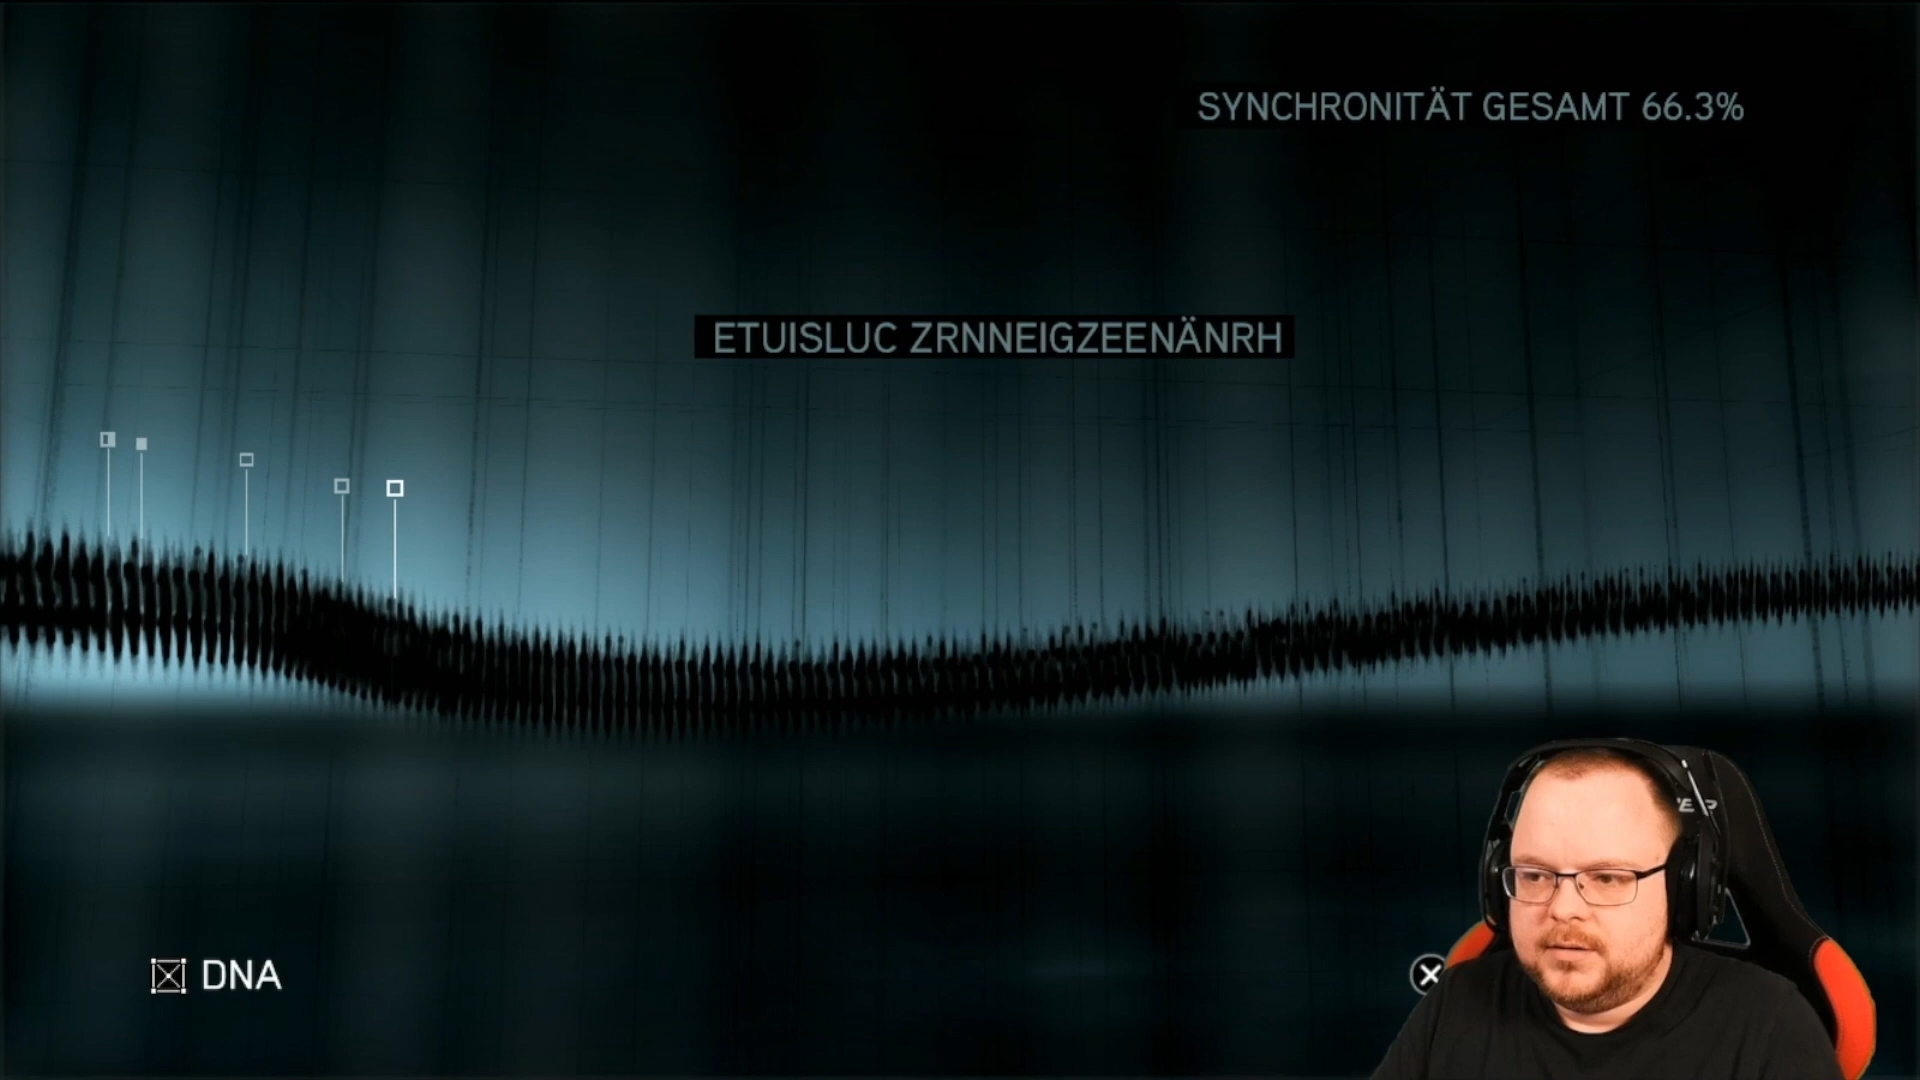 SYNCHRONITÄT GESAMT 66.3%
ETUISLUC ZRNNEIGZEENÄNRH
DNA